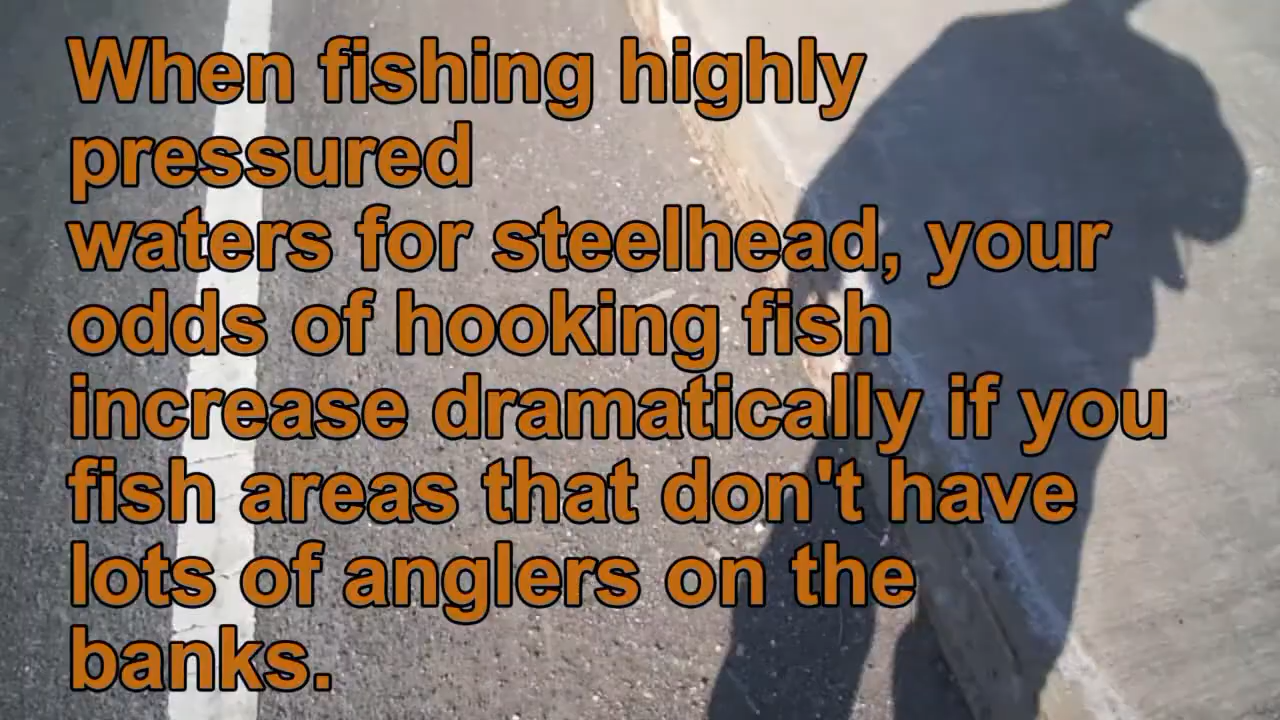 When fishing highly
pressured
waters for steelhead, your
odds of hooking fish
increase dramatically if you
fish areas that don't have
lots of anglers on the
banks.